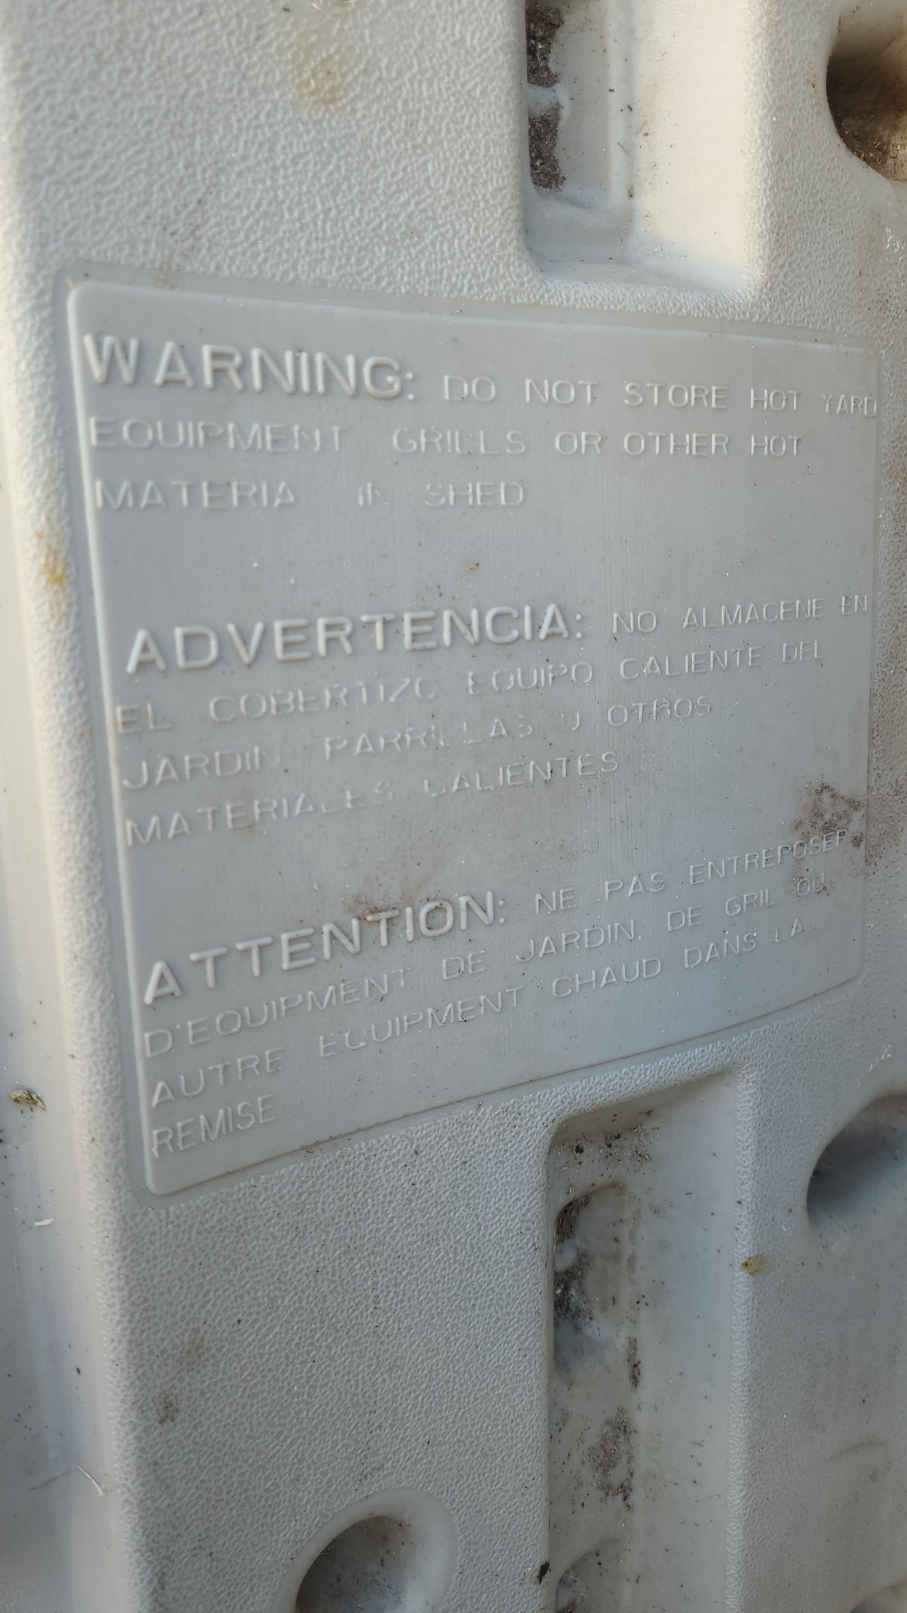 WARNING: DO NOT STORE HOT YARD
EQUIPMENT GRILLS OR OTHER HOT
MATERIA IN SHED
ADVERTENCIA: NO ALMACENE EN
EL COBERTIZO EQUIPO CALIENTE DEL
JARDIN, PARRILLAS U OTROS
MATERIALES CALIENTES
ATTENTION: NE PAS ENTREPOSER
D'EQUIPMENT DE JARDIN, DE GRIL OU
AUTRE EQUIPMENT CHAUD DANS LA
REMISE